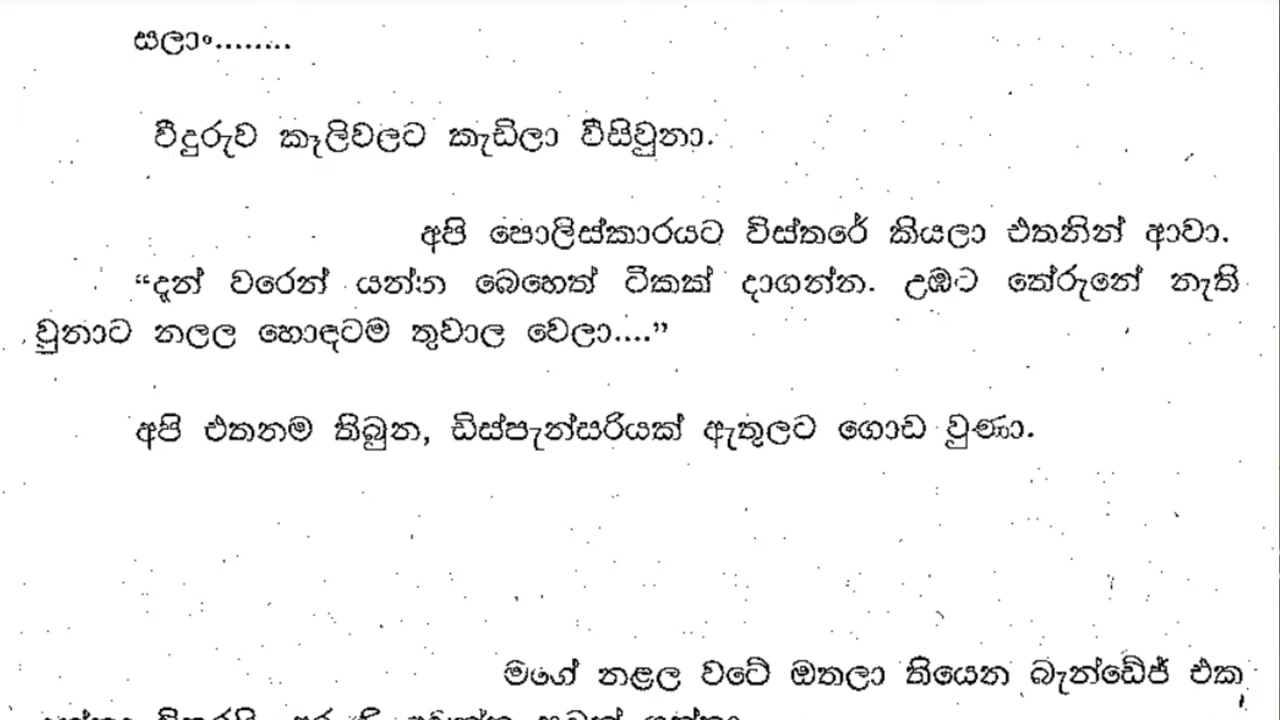 සලාං........
වීදුරුව කෑලිවලට කැඩිලා වීසිවුනා.
අපි පොලිස්කාරයට විස්තරේ කියලා එතනින් ආවා.
“දැන් වරෙන් යන්න බෙහෙත් ටිකක් දාගන්න. උඹට තේරුනේ නැති
වුනාට නලල හොඳටම තුවාල වෙලා....”
අපි එතනම තිබුන, ඩිස්පැන්සරියක් ඇතුලට ගොඩ වුණා.
මගේ නළල වටේ ඔතලා තියෙන බැන්ඩේජ් එක